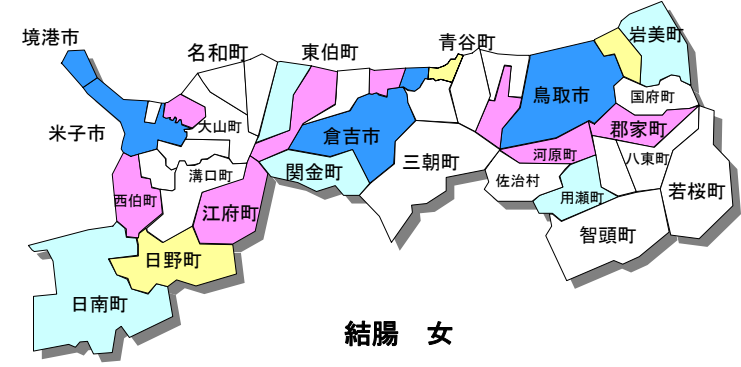 境港市
名和町
東伯町
青谷町
岩美町
米子市
大山町
倉吉市
鳥取市
国府町
郡家町
溝口町
関金町
三朝町
河原町
八東町
西伯町
江府町
佐治村
用瀬町
若桜町
日野町
智頭町
日南町
結腸 女